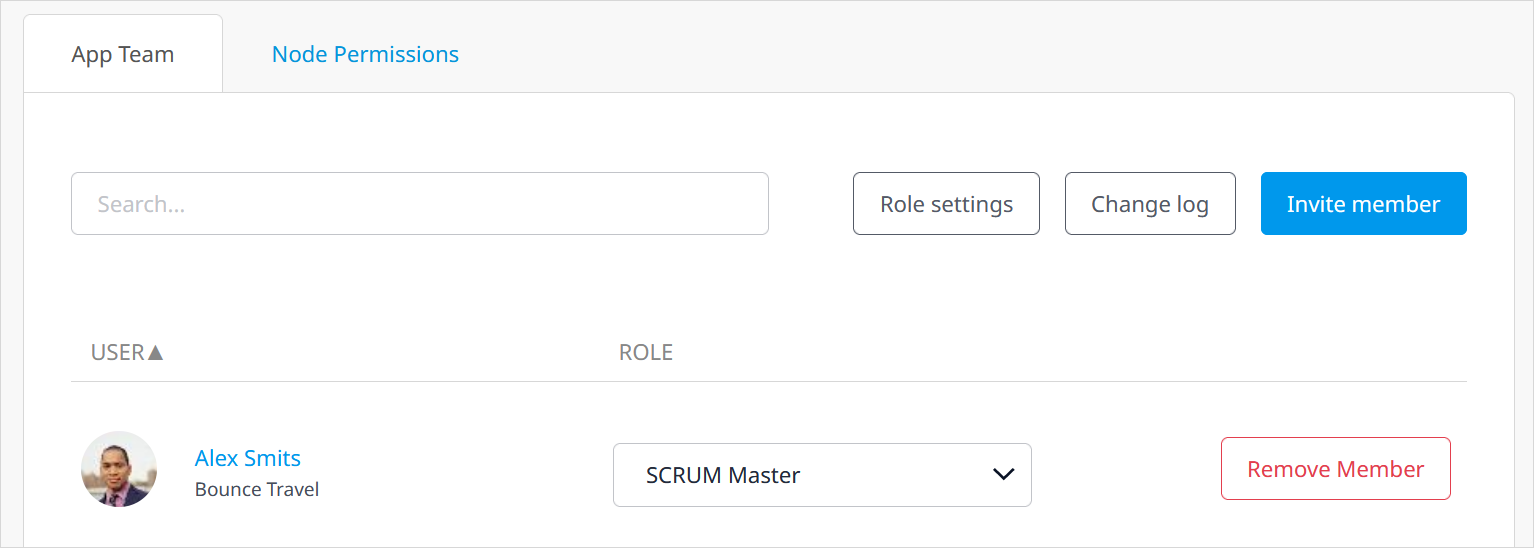 App Team
Node Permissions
Search...
Role settings
Change log
Invite member
USER▲
ROLE
Alex Smits
Bounce Travel
SCRUM Master
Remove Member